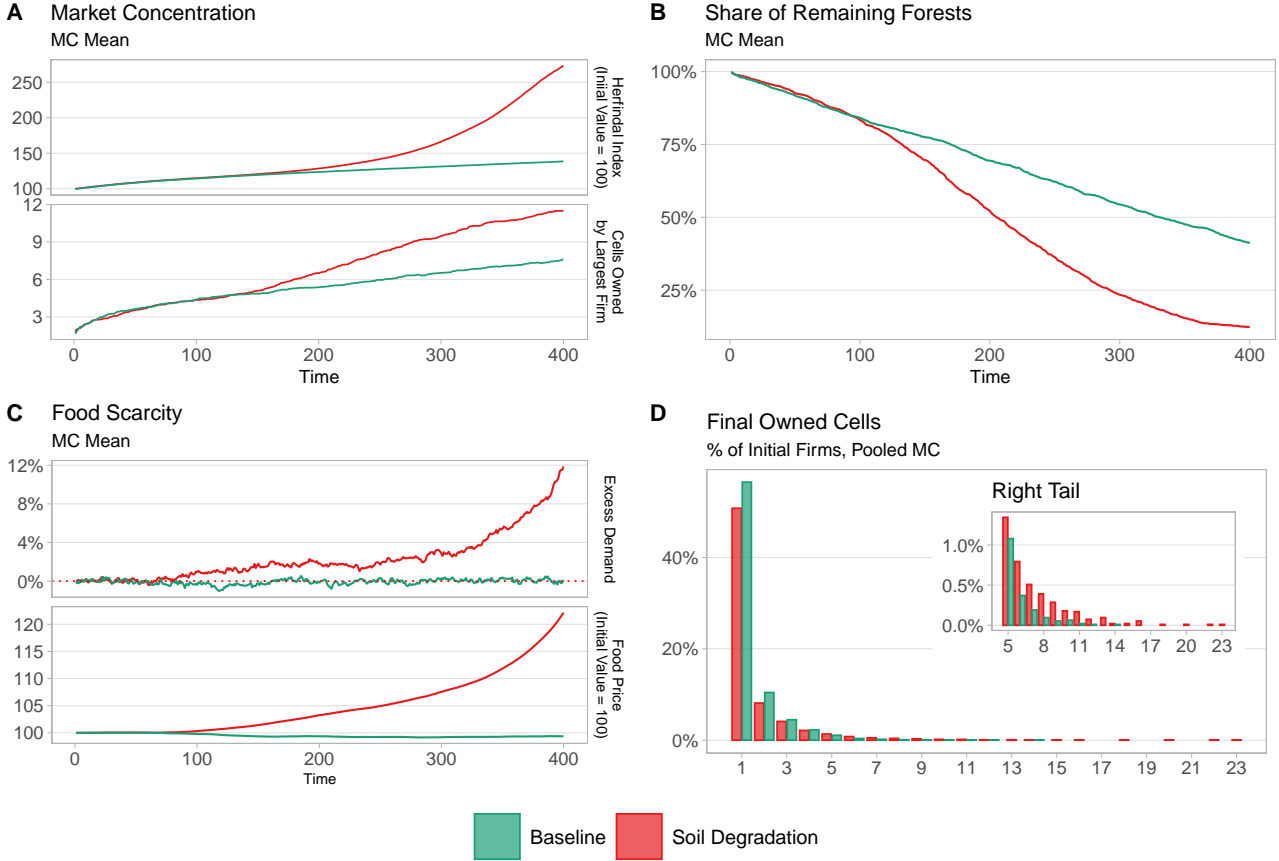 A
Market Concentration
MC Mean
250
200
150
100
Herfindal Index
(Iniiial Value = 100)
12
9
6
3
Cells Owned
by Largest Firm
0
100
200
300
400
Time
B
Share of Remaining Forests
MC Mean
100%
75%
50%
25%
0
100
200
300
400
Time
C
Food Scarcity
MC Mean
12%
8%
4%
0%
Excess Demand
120
115
110
105
100
Food Price
(Initial Value = 100)
0
100
200
300
400
Time
D
Final Owned Cells
% of Initial Firms, Pooled MC
40%
20%
0%
1
3
5
7
9
11
13
15
17
19
21
23
Right Tail
1.0%
0.5%
0.0%
5
8
11
14
17
20
23
Baseline
Soil Degradation